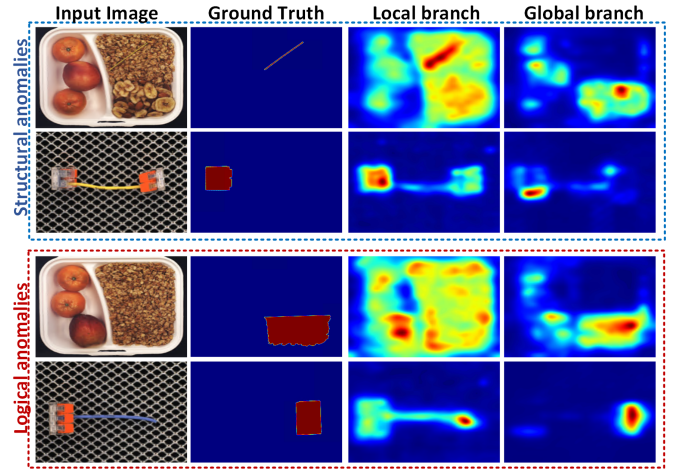 Input Image Ground Truth Local branch Global branch
Structural anomalies
Logical anomalies